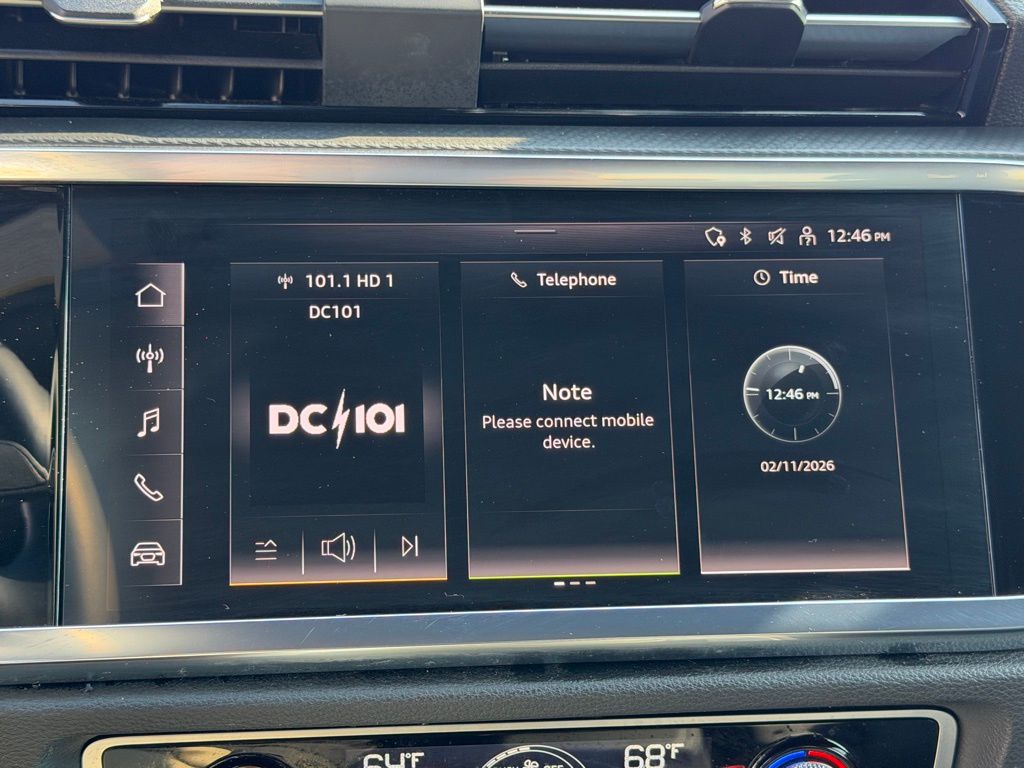 12:46 PM
101.1 HD 1
DC101
DC101
Telephone
Note
Please connect mobile
device.
Time
12:46 PM
02/11/2026
64°F
OFF
68°F